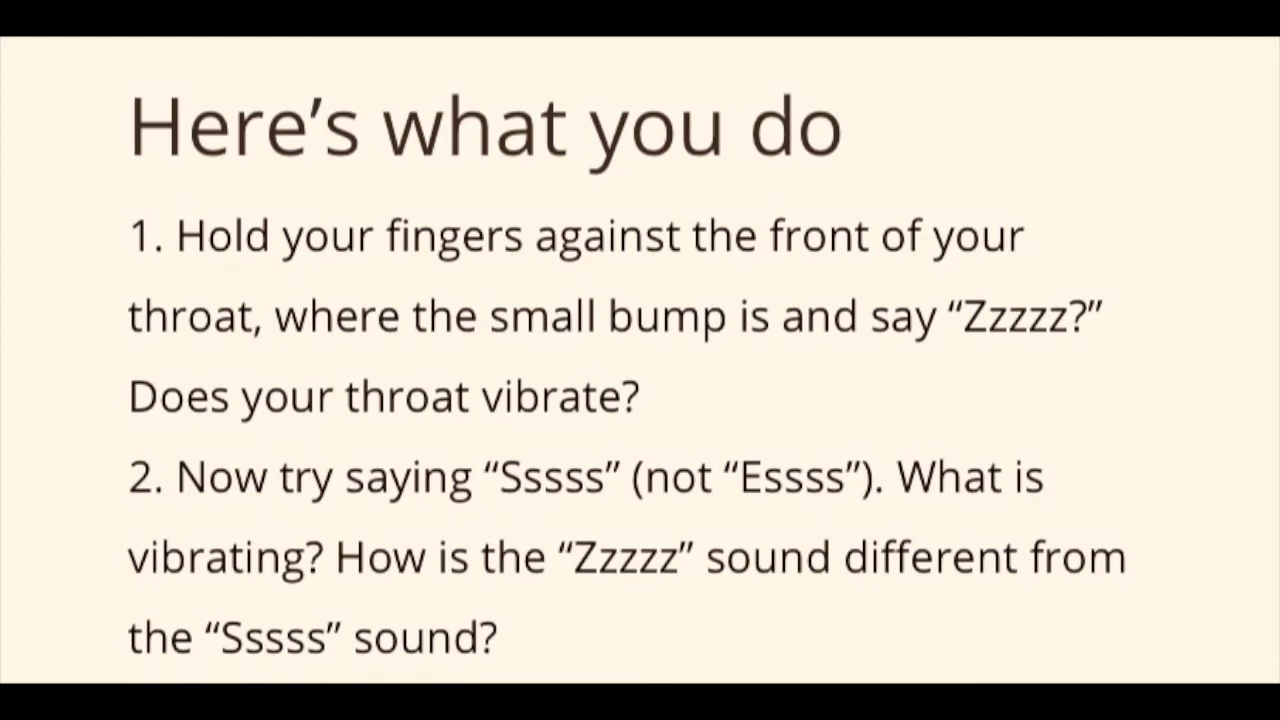 Here’s what you do
1. Hold your fingers against the front of your
throat, where the small bump is and say “Zzzzz?”
Does your throat vibrate?
2. Now try saying “Sssss” (not “Essss”). What is
vibrating? How is the “Zzzzz” sound different from
the “Sssss” sound?